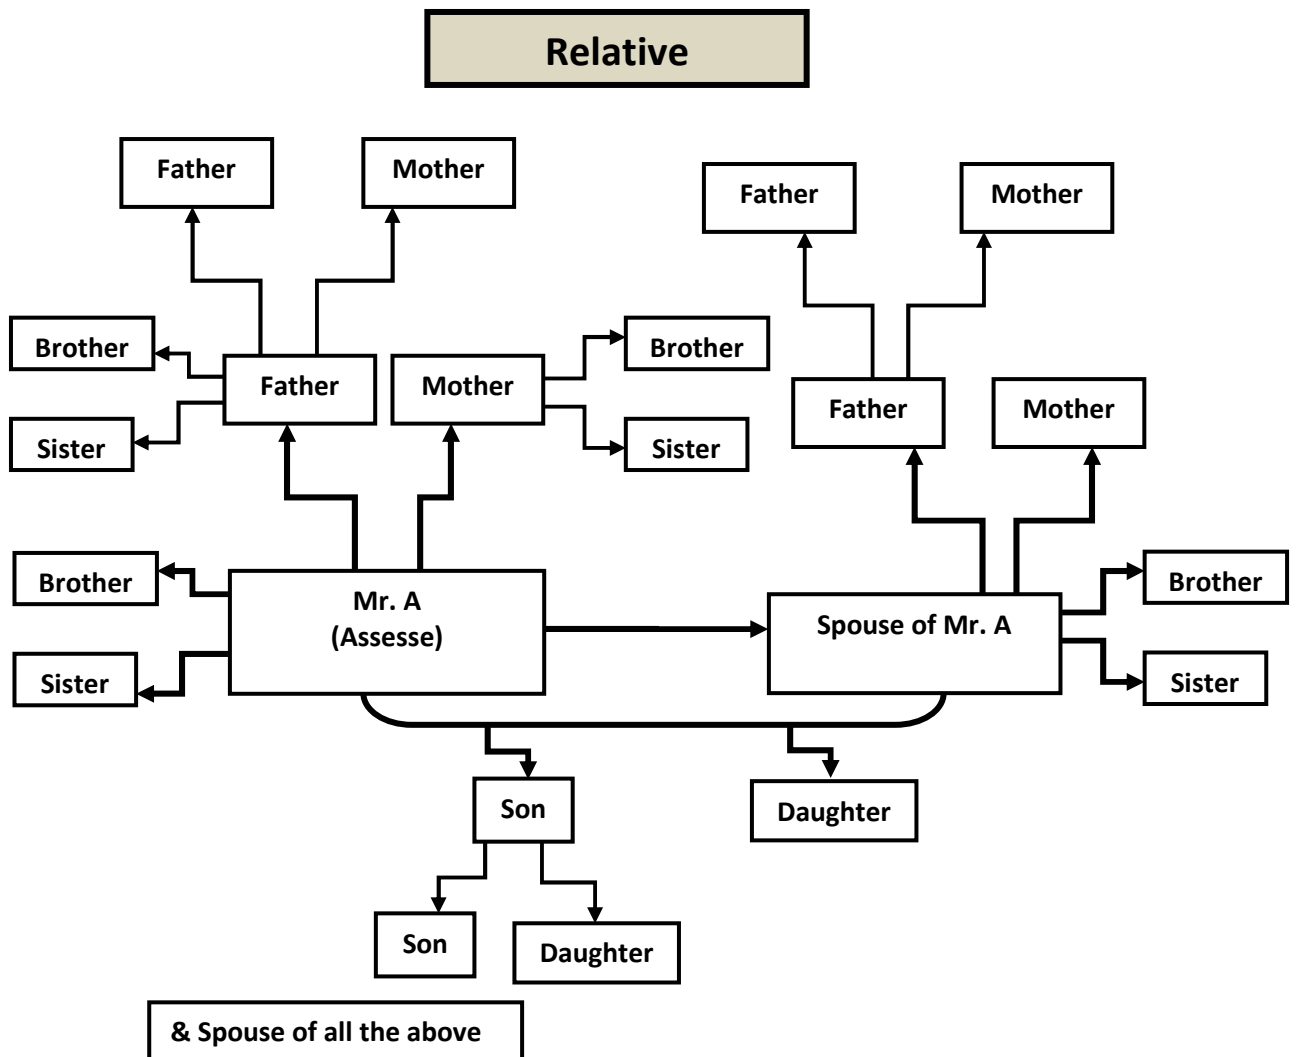 Relative
Father
Mother
Father
Mother
Brother
Father
Mother
Brother
Sister
Sister
Father
Mother
Brother
Mr. A
(Assesse)
Spouse of Mr. A
Brother
Sister
Sister
Son
Daughter
Son
Daughter
& Spouse of all the above